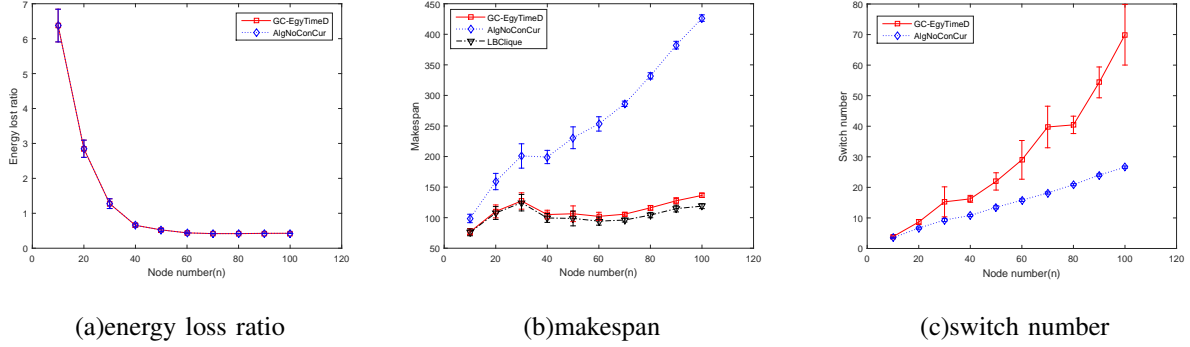 7
6
5
4
3
2
1
0
0
20
40
60
80
100
120
Energy lost ratio
Node number(n)
GC-EgyTimeD
AlgNoConCur
(a)energy loss ratio
450
400
350
300
250
200
150
100
50
0
20
40
60
80
100
120
Makespan
Node number(n)
GC-EgyTimeD
AlgNoConCur
LBClique
(b)makespan
80
70
60
50
40
30
20
10
0
0
20
40
60
80
100
120
Switch number
Node number(n)
GC-EgyTimeD
AlgNoConCur
(c)switch number